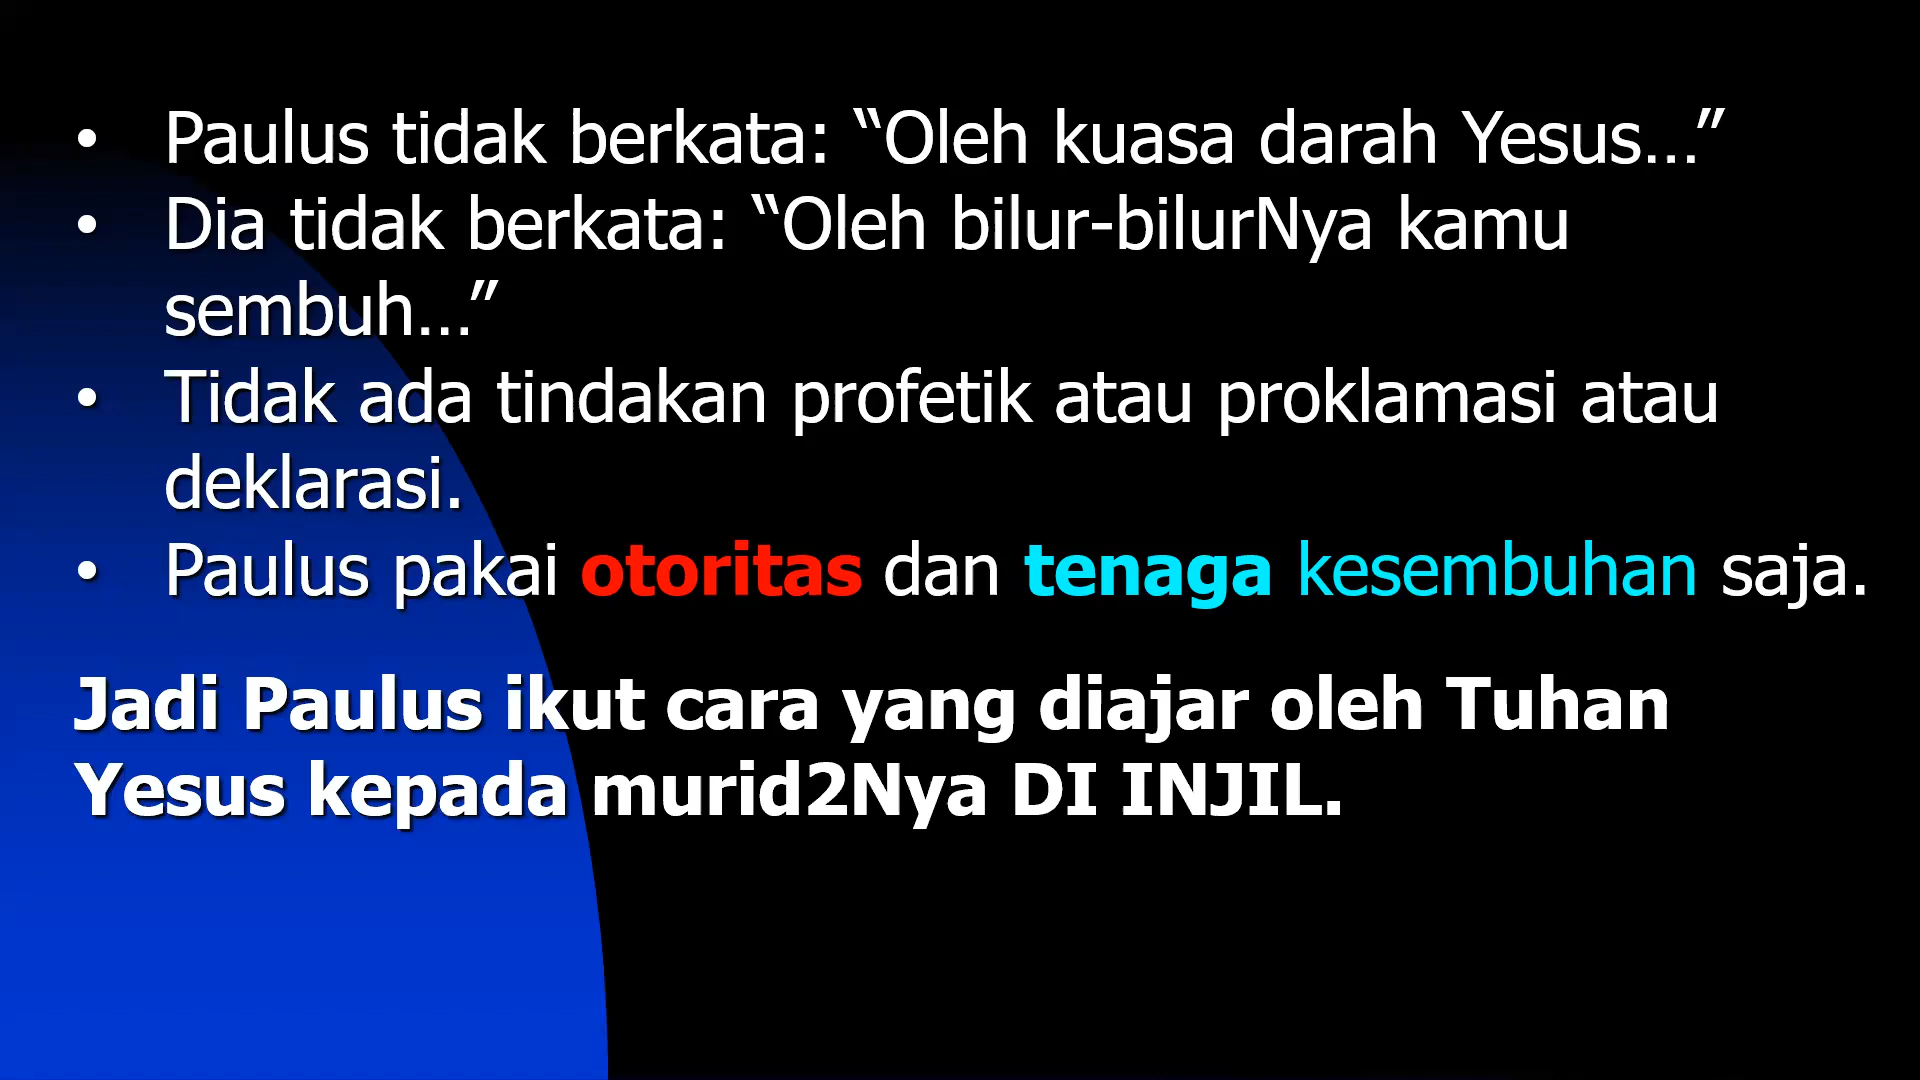 • Paulus tidak berkata: “Oleh kuasa darah Yesus…”
• Dia tidak berkata: “Oleh bilur-bilurNya kamu
sembuh…”
• Tidak ada tindakan profetik atau proklamasi atau
deklarasi.
• Paulus pakai otoritas dan tenaga kesembuhan saja.
Jadi Paulus ikut cara yang diajar oleh Tuhan
Yesus kepada murid2Nya DI INJIL.